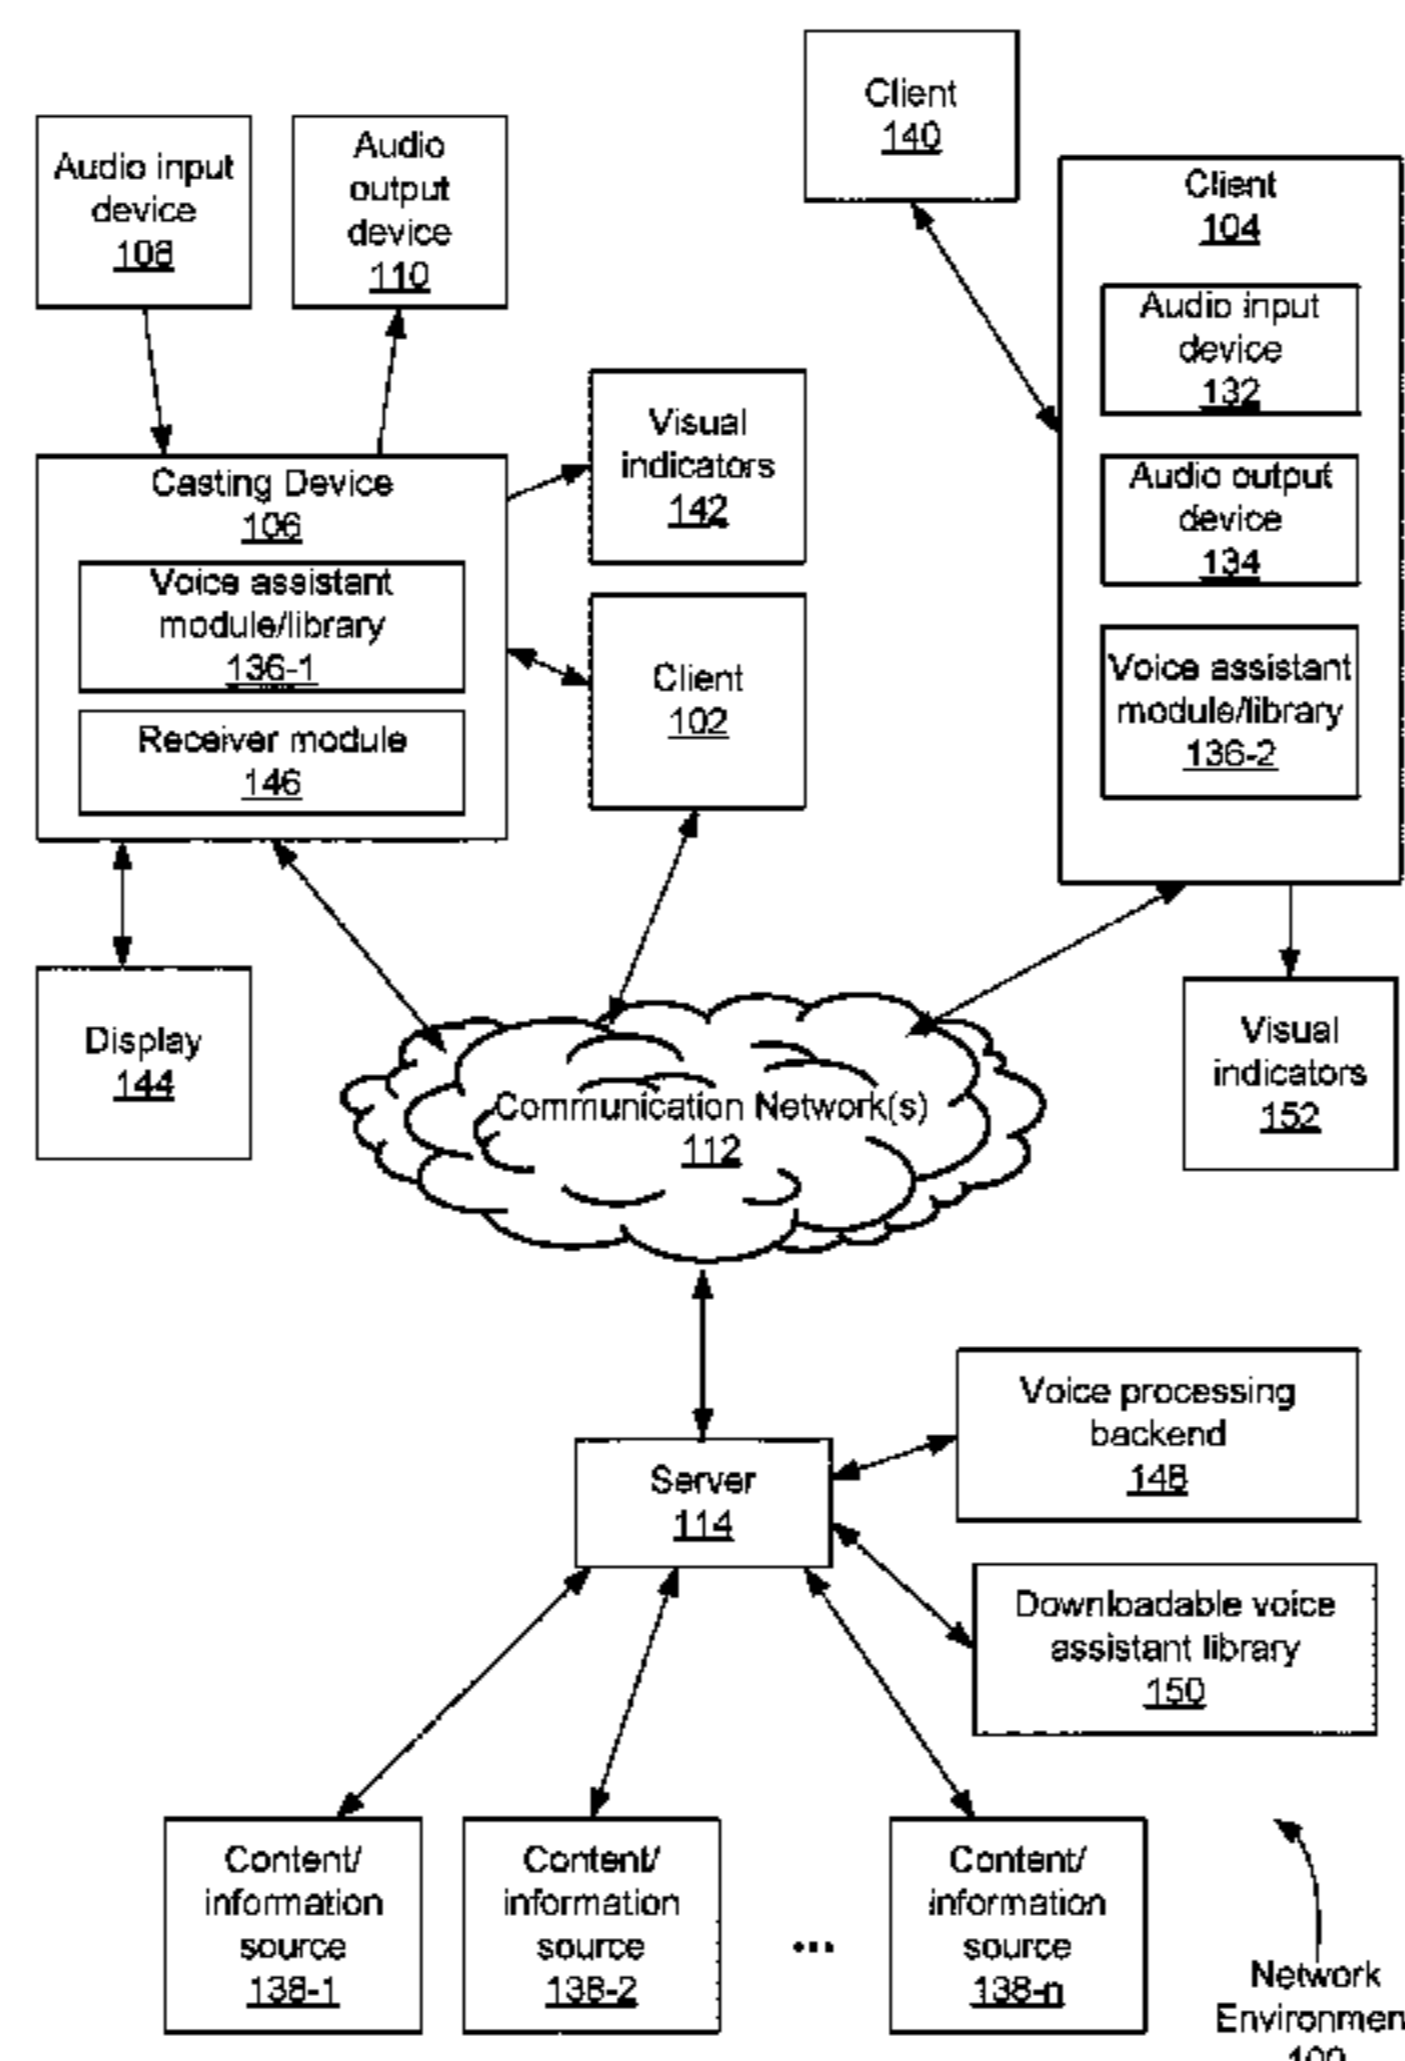 Client
140
Audio input
device
108
Audio
output
device
110
Client
104
Audio input
device
132
Audio output
device
134
Voice assistant
module/library
136-2
Visual
indicators
142
Casting Device
106
Voice assistant
module/library
136-1
Receiver module
146
Client
102
Display
144
Visual
indicators
152
Communication Network(s)
112
Voice processing
backend
148
Server
114
Downloadable voice
assistant library
150
Content/
information
source
138-1
Content/
information
source
138-2
...
Content/
information
source
138-n
Network
Environmen